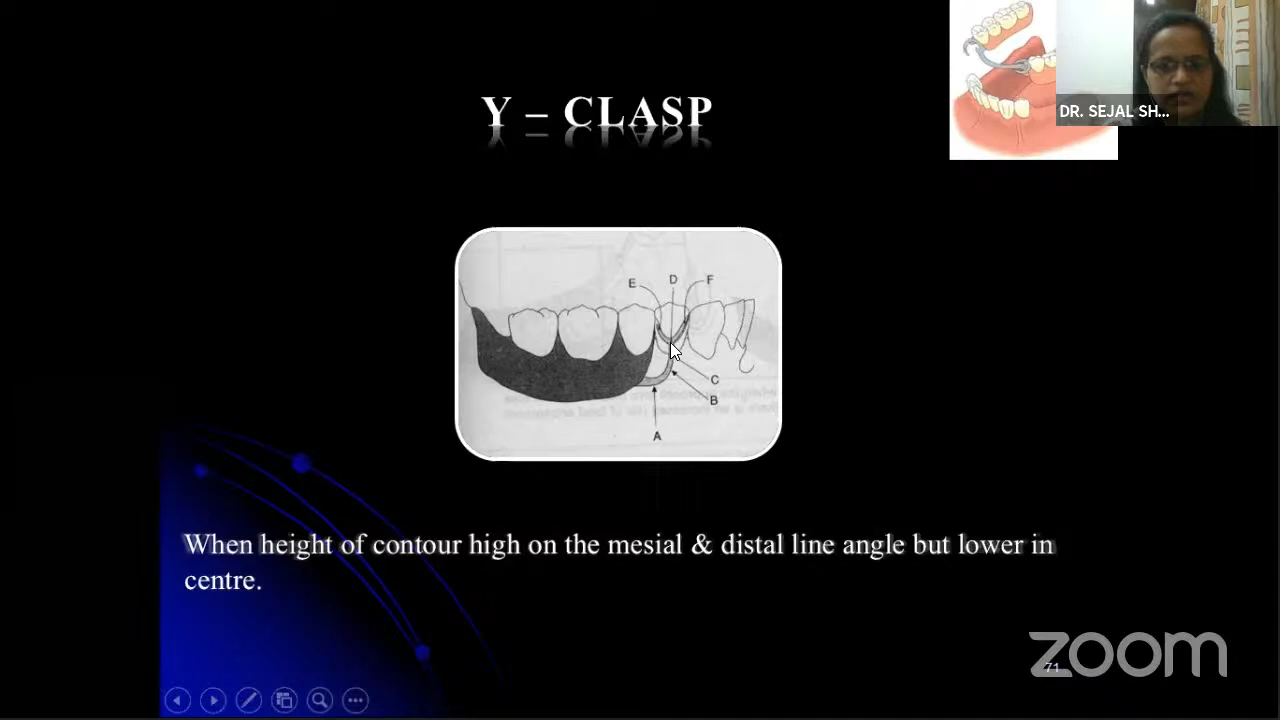 Y – CLASP
DR. SEJAL SH...
E D F
C
B
A
When height of contour high on the mesial & distal line angle but lower in
centre.
zoom
71